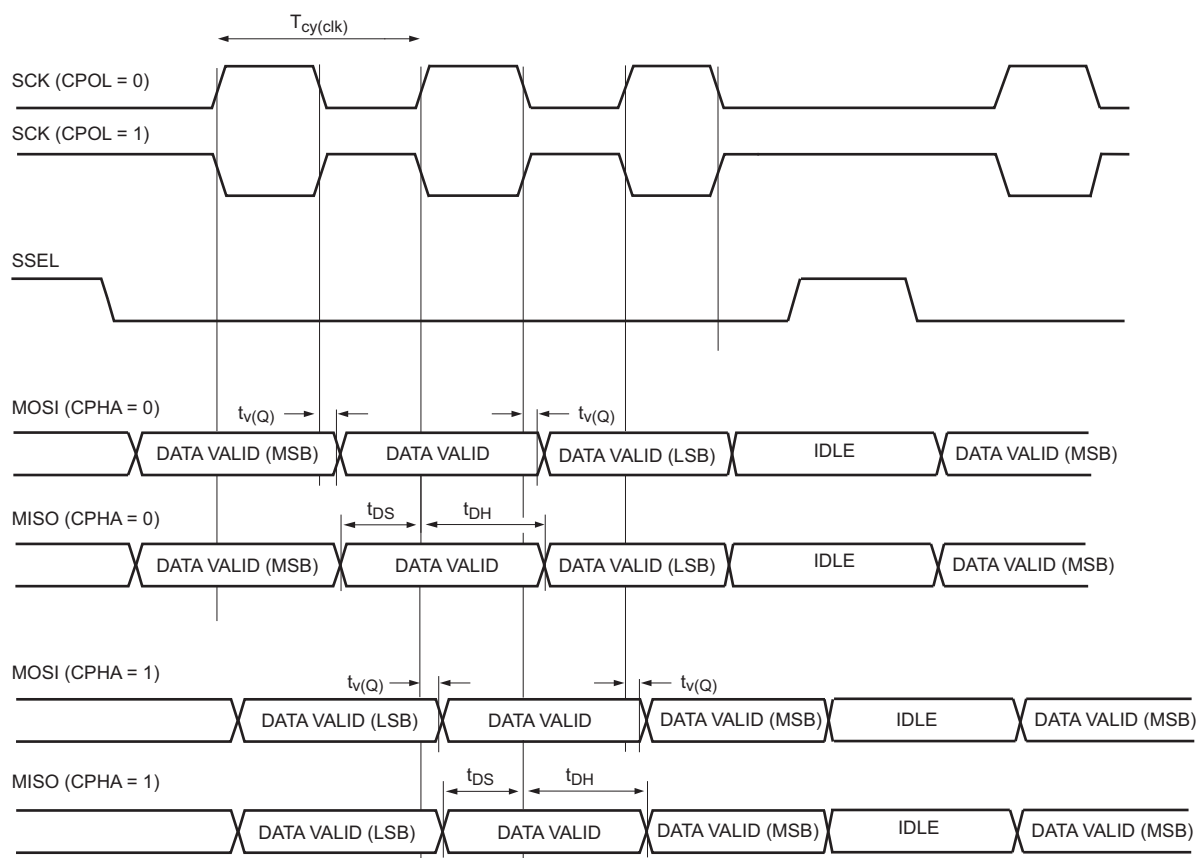 Tcy(clk)
SCK (CPOL = 0)
SCK (CPOL = 1)
SSEL
MOSI (CPHA = 0)
tv(Q) tv(Q)
DATA VALID (MSB) DATA VALID DATA VALID (LSB) IDLE DATA VALID (MSB)
MISO (CPHA = 0)
tDS tDH
DATA VALID (MSB) DATA VALID DATA VALID (LSB) IDLE DATA VALID (MSB)
MOSI (CPHA = 1)
tv(Q) tv(Q)
DATA VALID (LSB) DATA VALID DATA VALID (MSB) IDLE DATA VALID (MSB)
MISO (CPHA = 1)
tDS tDH
DATA VALID (LSB) DATA VALID DATA VALID (MSB) IDLE DATA VALID (MSB)